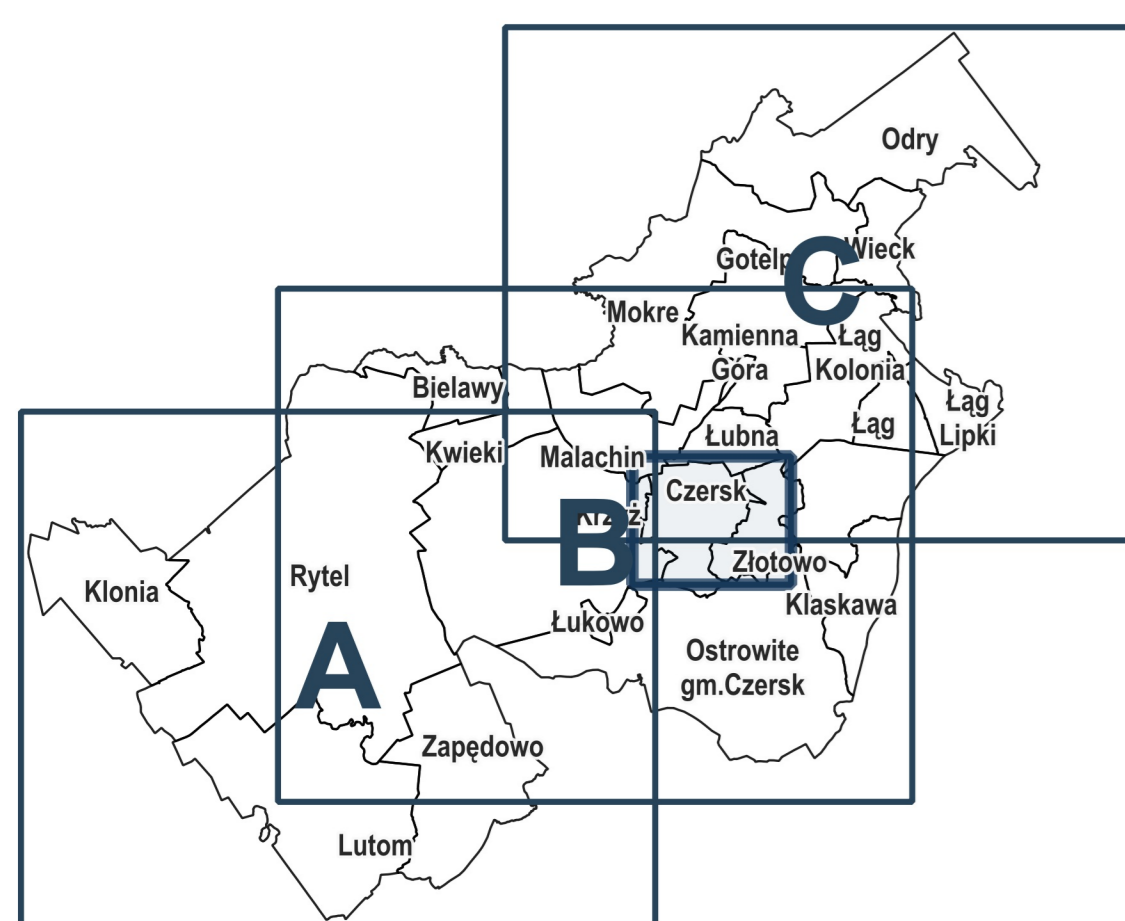 Odry
Wieck
Gotelp
C
Mokre
Kamienna
Góra
Łąg
Kolonia
Bielawy
Łąg
Lipki
Łąg
Łubna
Kwieki
Malachin
Czersk
Krzyż
B
Złotowo
Rytel
Klonia
Klaskawa
Łukowo
A
Ostrowite
gm.Czersk
Zapędowo
Lutom